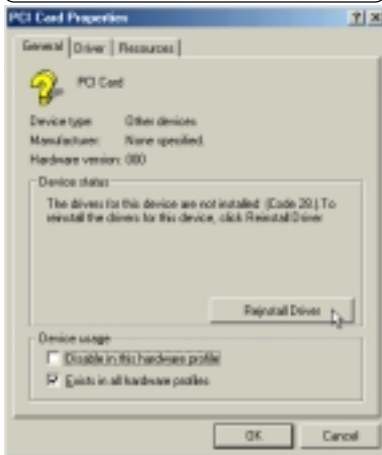 PCI Card Properties
General Driver Resources
PCI Card
Device type: Other devices
Manufacturer: None specified.
Hardware version: 000
Device status
The drivers for this device are not installed. (Code 28.) To
reinstall the drivers for this device, click Reinstall Driver
Reinstall Driver
Device usage
Disable in this hardware profile
Exists in all hardware profiles
OK Cancel